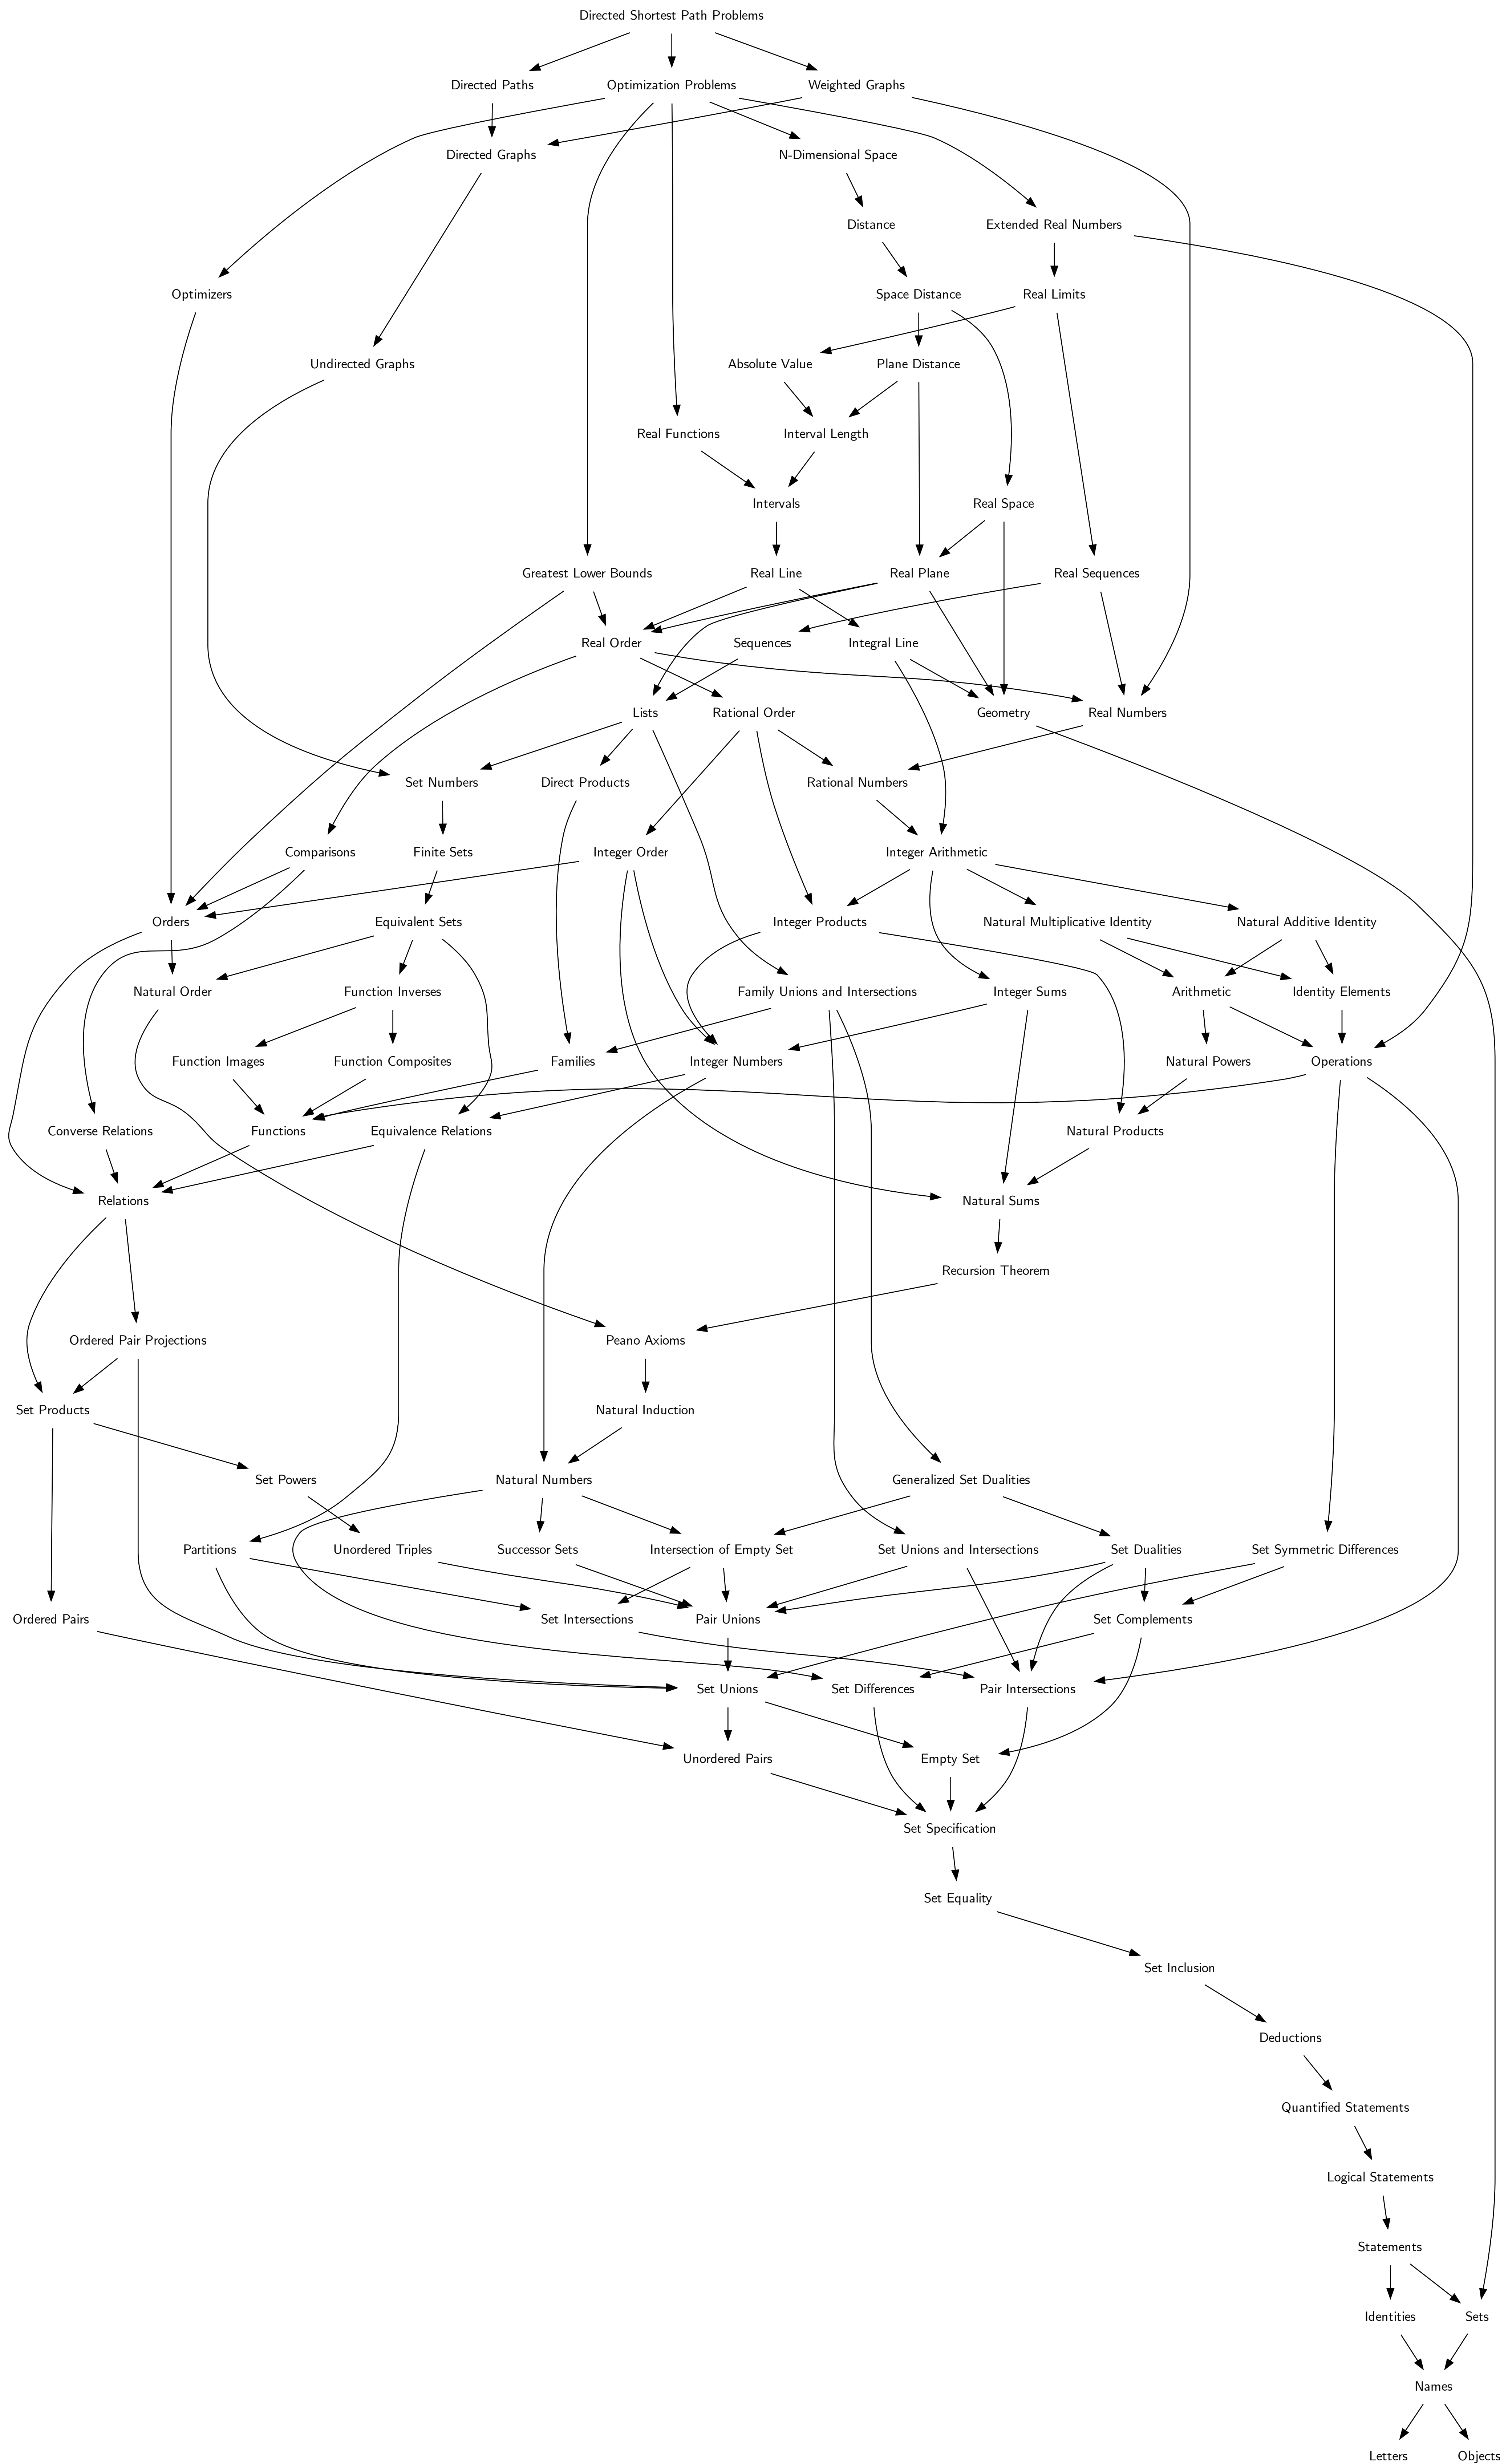 Directed Shortest Path Problems
Directed Paths
Optimization Problems
Weighted Graphs
Directed Graphs
N-Dimensional Space
Distance
Extended Real Numbers
Optimizers
Space Distance
Real Limits
Undirected Graphs
Absolute Value
Plane Distance
Real Functions
Interval Length
Intervals
Real Space
Greatest Lower Bounds
Real Line
Real Plane
Real Sequences
Real Order
Sequences
Integral Line
Lists
Rational Order
Geometry
Real Numbers
Set Numbers
Direct Products
Rational Numbers
Comparisons
Finite Sets
Integer Order
Integer Arithmetic
Orders
Equivalent Sets
Integer Products
Natural Multiplicative Identity
Natural Additive Identity
Natural Order
Function Inverses
Family Unions and Intersections
Integer Sums
Arithmetic
Identity Elements
Function Images
Function Composites
Families
Integer Numbers
Natural Powers
Operations
Converse Relations
Functions
Equivalence Relations
Natural Products
Relations
Natural Sums
Recursion Theorem
Ordered Pair Projections
Peano Axioms
Set Products
Natural Induction
Set Powers
Natural Numbers
Generalized Set Dualities
Partitions
Unordered Triples
Successor Sets
Intersection of Empty Set
Set Unions and Intersections
Set Dualities
Set Symmetric Differences
Ordered Pairs
Set Intersections
Pair Unions
Set Complements
Set Unions
Set Differences
Pair Intersections
Unordered Pairs
Empty Set
Set Specification
Set Equality
Set Inclusion
Deductions
Quantified Statements
Logical Statements
Statements
Identities
Sets
Names
Letters
Objects